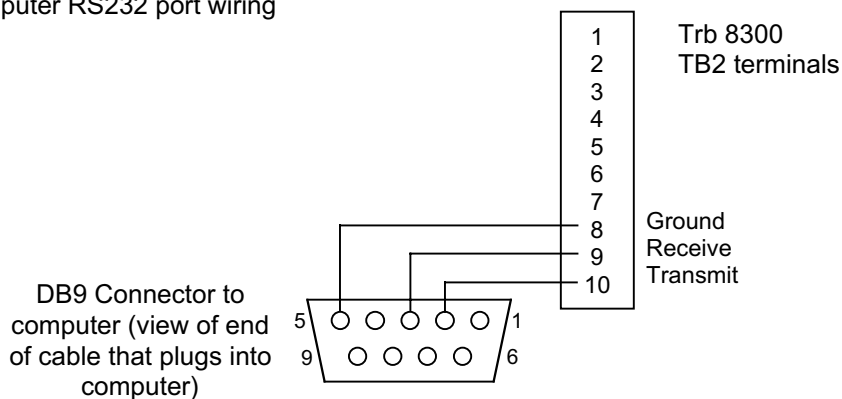 RS232 port wiring
1
2
3
4
5
6
7
8
9
10
Trb 8300
TB2 terminals
Ground
Receive
Transmit
DB9 Connector to
computer (view of end
of cable that plugs into
computer)
5
1
9
6